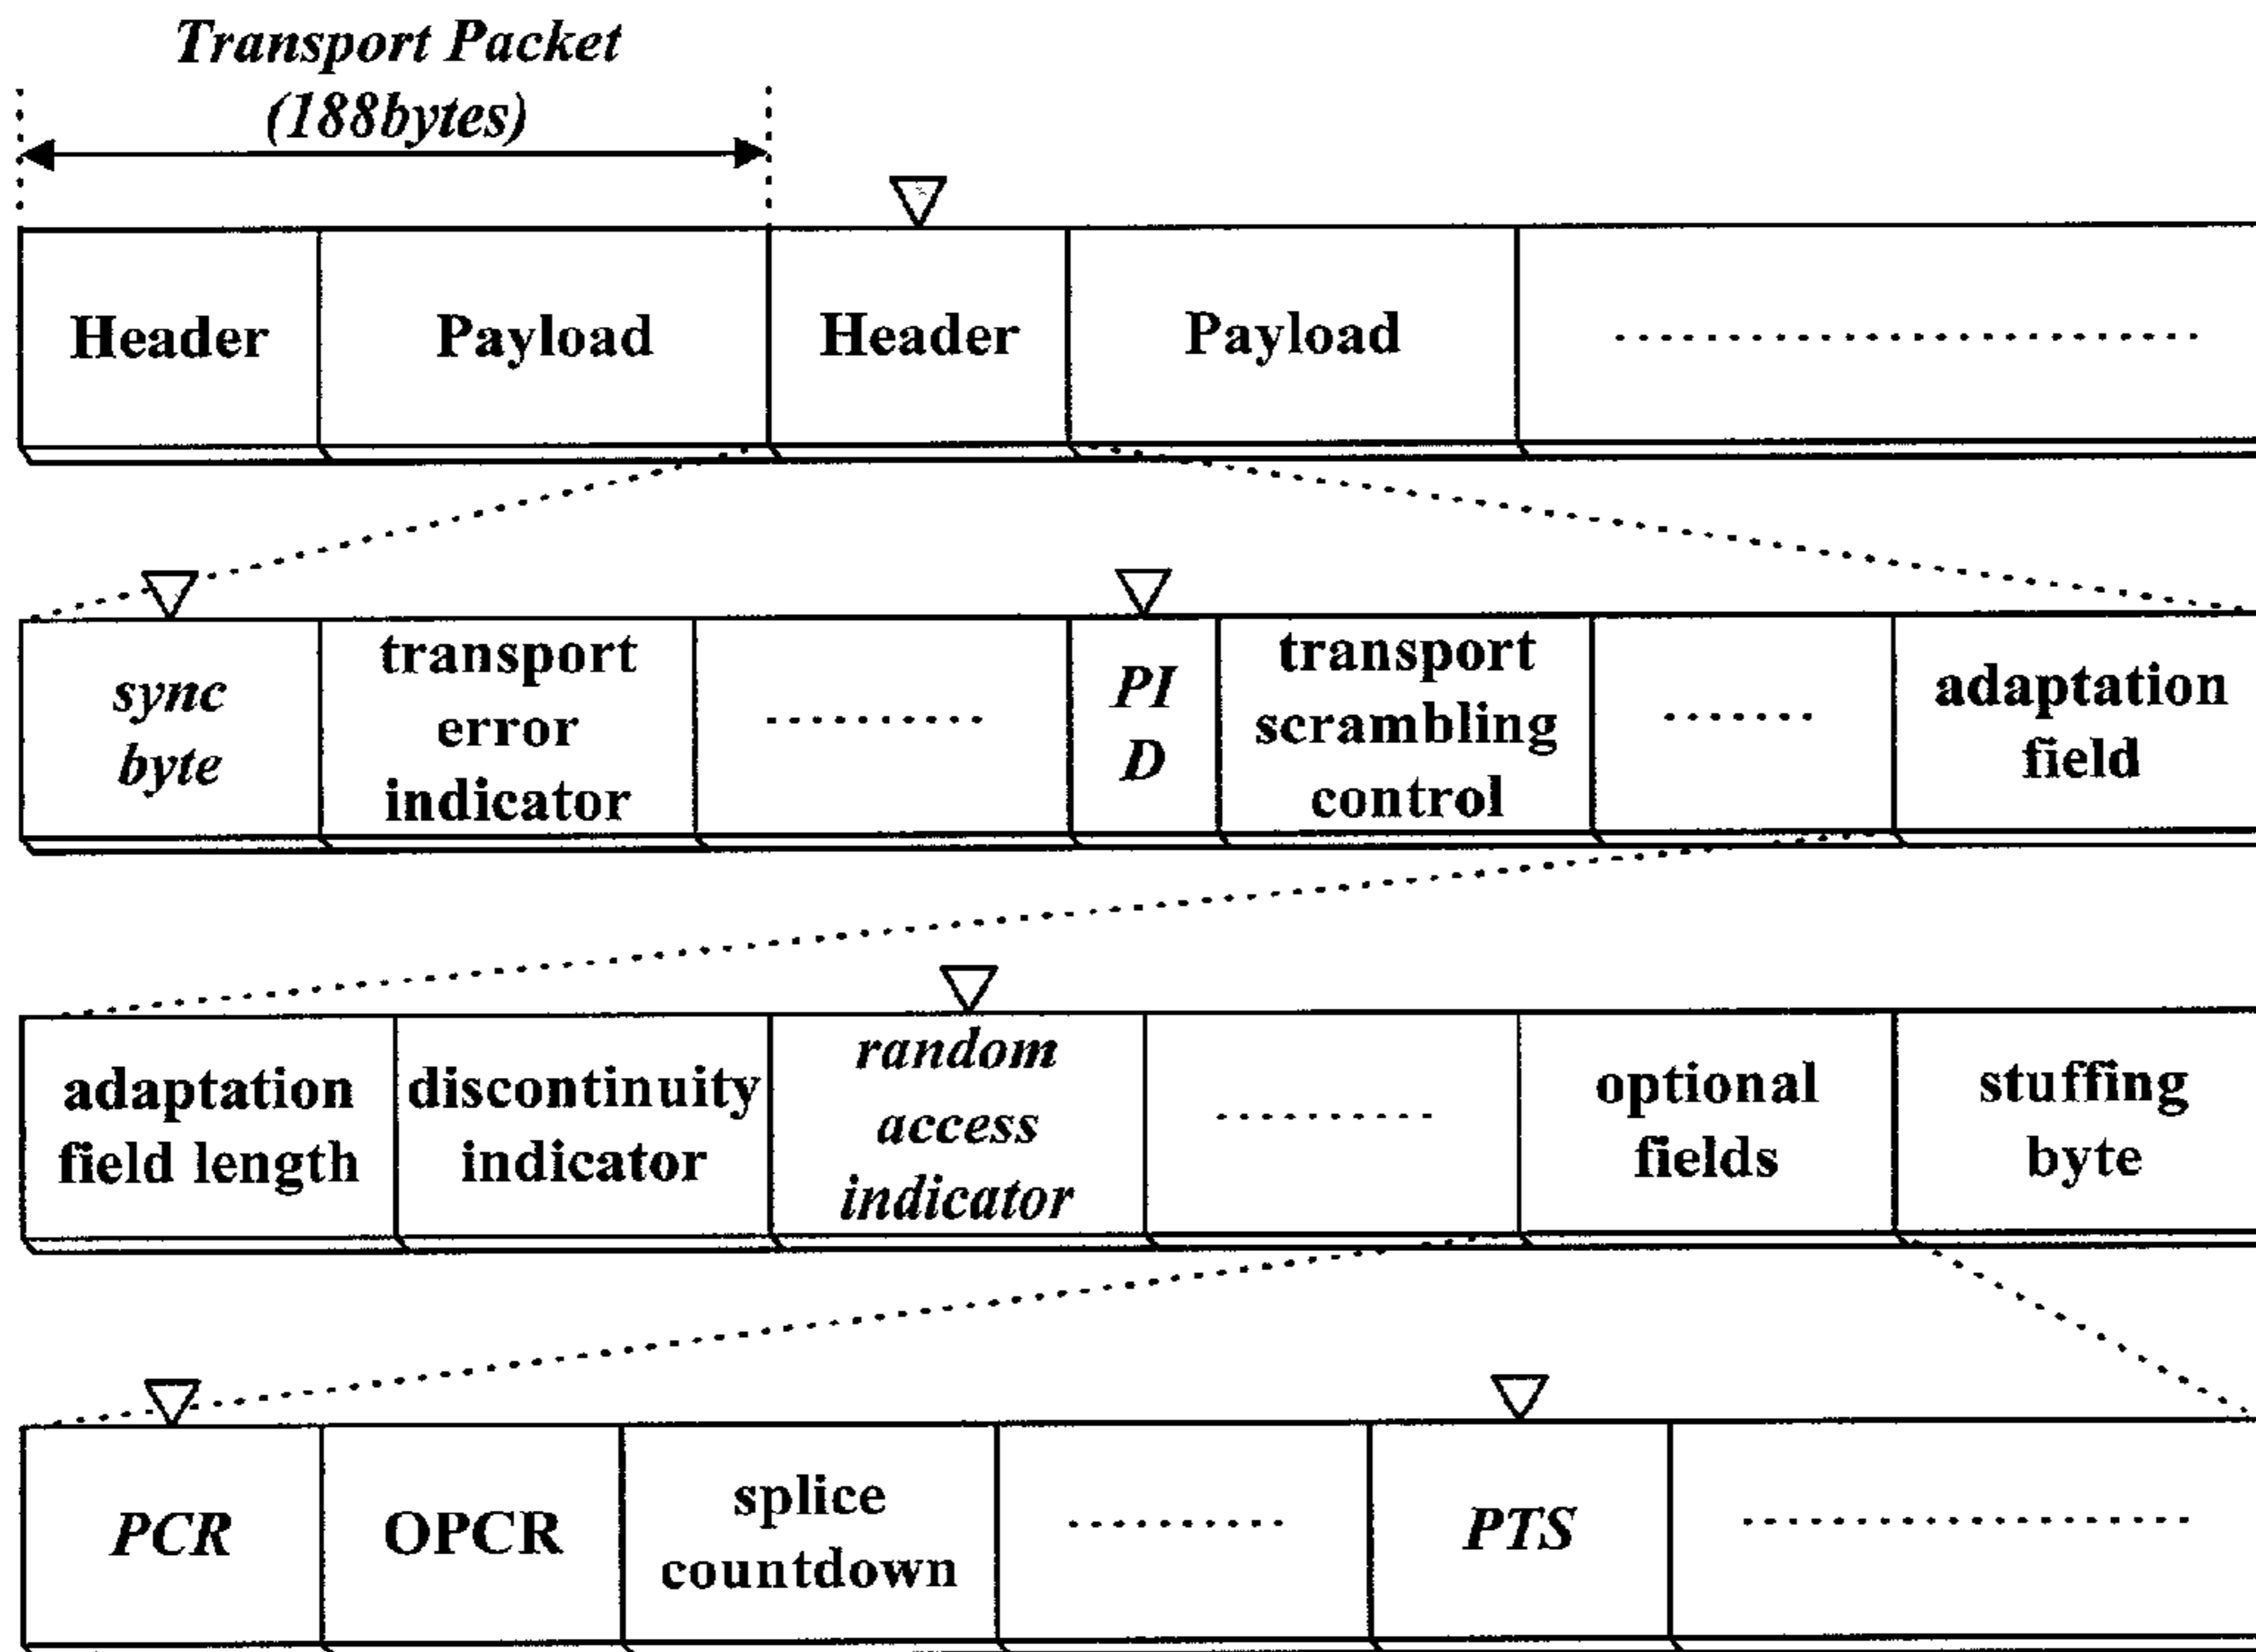 Transport Packet
(188bytes)
Header
Payload
Header
Payload
sync
byte
transport
error
indicator
PI
D
transport
scrambling
control
adaptation
field
adaptation
field length
discontinuity
indicator
random
access
indicator
optional
fields
stuffing
byte
PCR
OPCR
splice
countdown
PTS